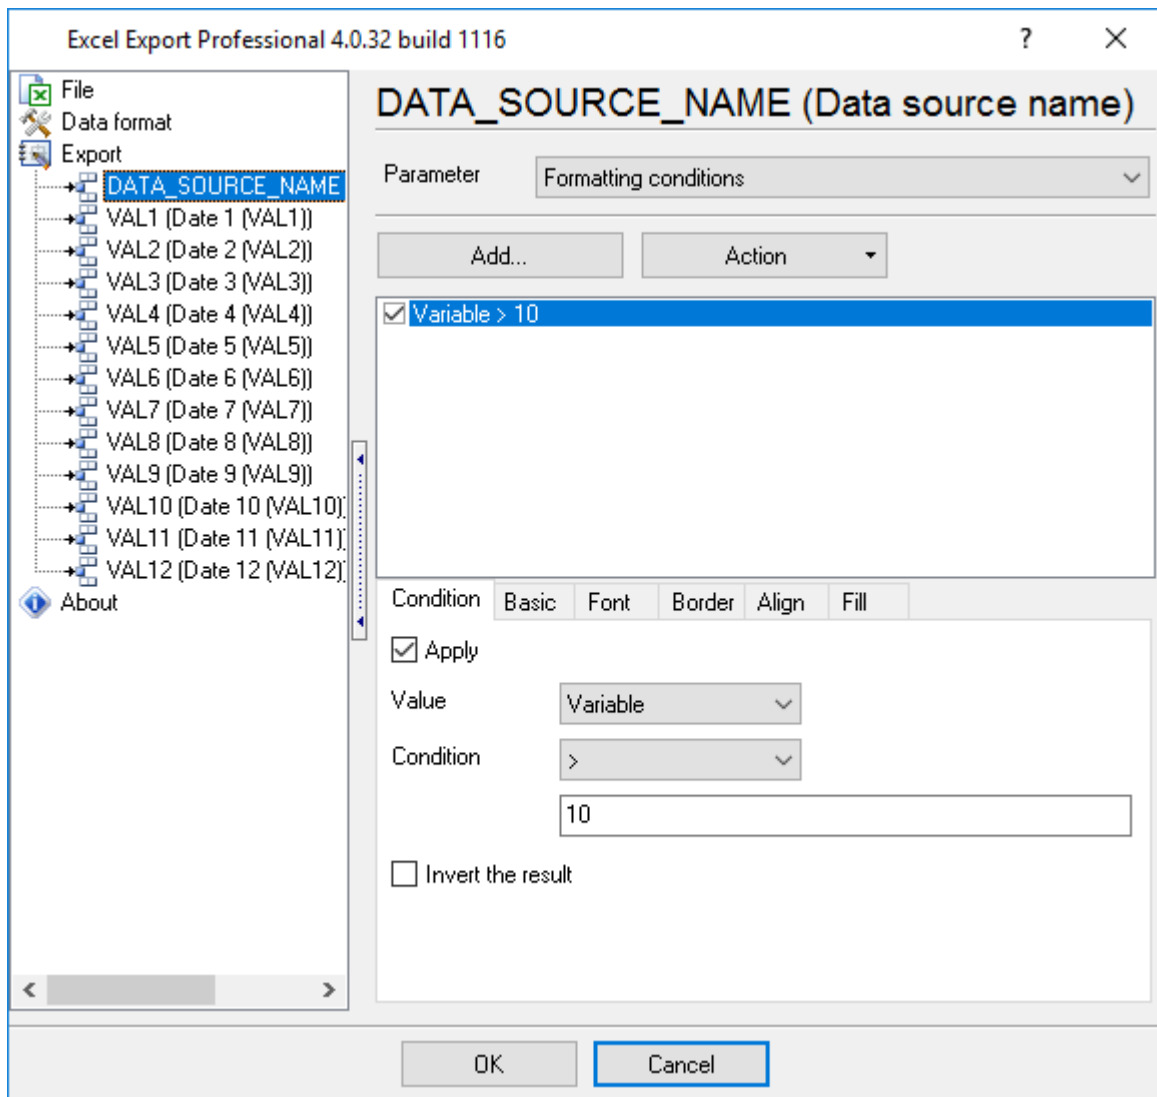 Excel Export Professional 4.0.32 build 1116
File
Data format
Export
DATA_SOURCE_NAME
VAL1 (Date 1 (VAL1))
VAL2 (Date 2 (VAL2))
VAL3 (Date 3 (VAL3))
VAL4 (Date 4 (VAL4))
VAL5 (Date 5 (VAL5))
VAL6 (Date 6 (VAL6))
VAL7 (Date 7 (VAL7))
VAL8 (Date 8 (VAL8))
VAL9 (Date 9 (VAL9))
VAL10 (Date 10 (VAL10))
VAL11 (Date 11 (VAL11))
VAL12 (Date 12 (VAL12))
About
DATA_SOURCE_NAME (Data source name)
Parameter Formatting conditions
Add... Action
Variable > 10
Condition Basic Font Border Align Fill
Apply
Value Variable
Condition >
10
Invert the result
OK Cancel